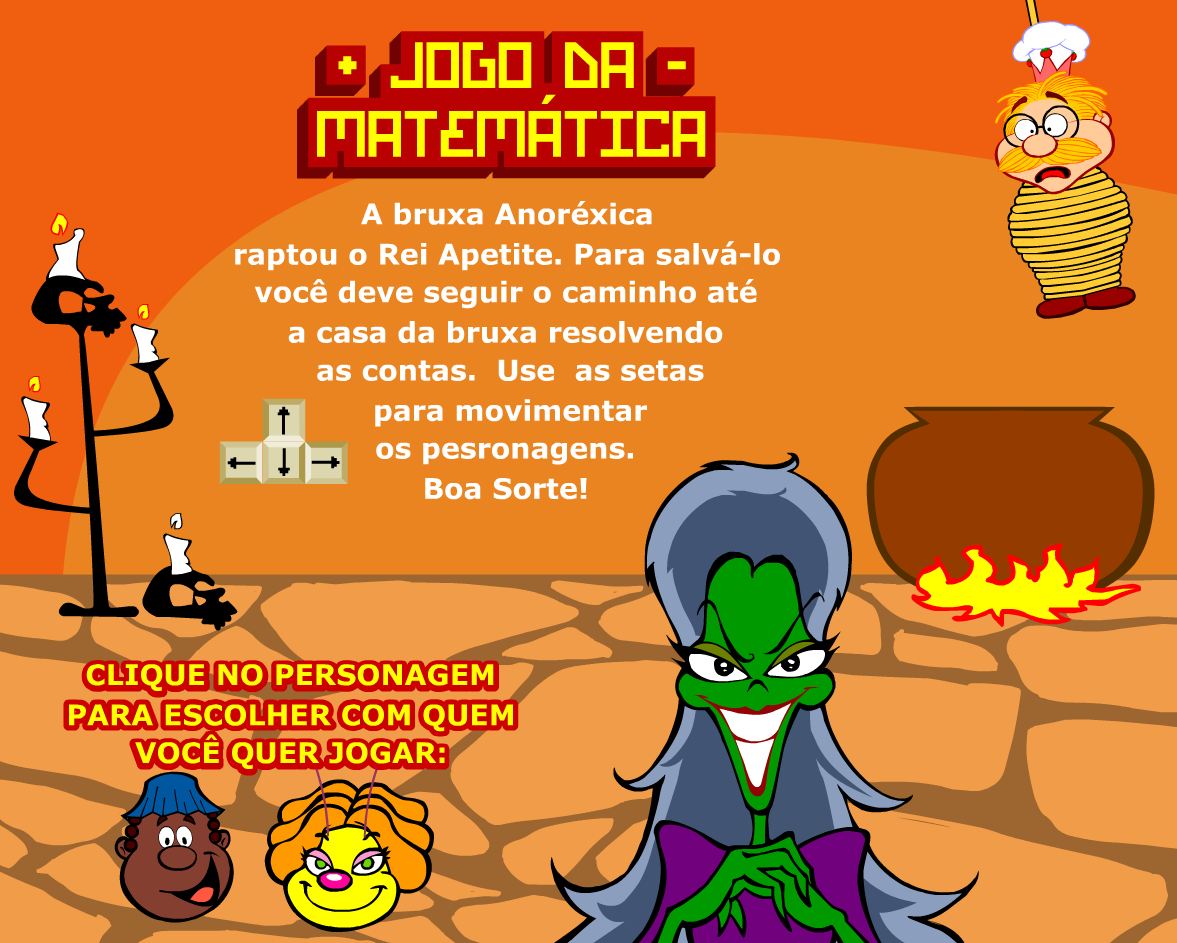 + JOGO DA -
MATEMÁTICA
A bruxa Anoréxica
raptou o Rei Apetite. Para salvá-lo
você deve seguir o caminho até
a casa da bruxa resolvendo
as contas. Use as setas
para movimentar
os pesronagens.
Boa Sorte!
CLIQUE NO PERSONAGEM
PARA ESCOLHER COM QUEM
VOCÊ QUER JOGAR: